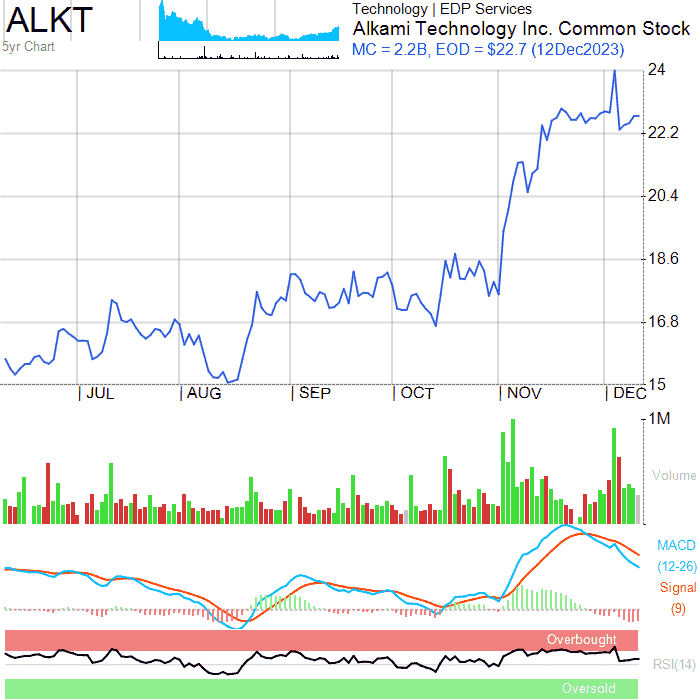 ALKT
5yr Chart
Technology | EDP Services
Alkami Technology Inc. Common Stock
MC = 2.2B, EOD = $22.7 (12Dec2023)
24
22.2
20.4
18.6
16.8
15
JUL AUG SEP OCT NOV DEC
1M
Volume
MACD
(12-26)
Signal
(9)
Overbought
RSI(14)
Oversold